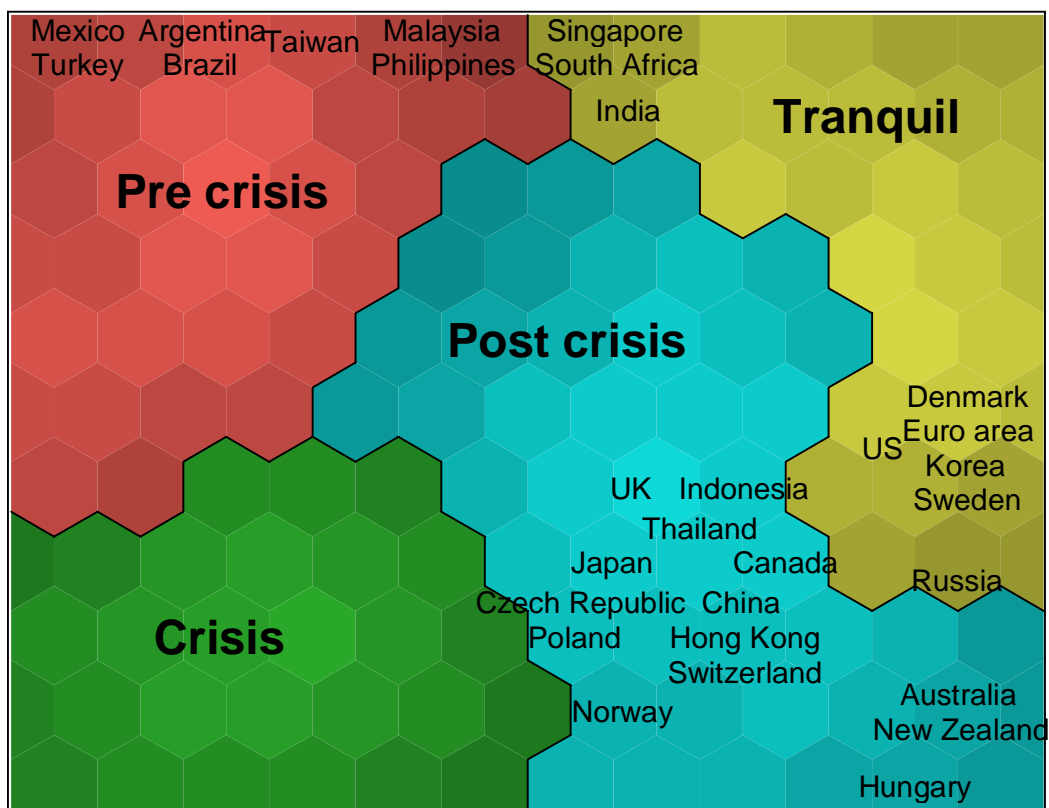 Mexico
Turkey
Argentina
Brazil
Taiwan
Malaysia
Philippines
Singapore
South Africa
India
Tranquil
Pre crisis
Post crisis
Denmark
Euro area
Korea
Sweden
US
UK
Indonesia
Thailand
Japan
Canada
Russia
Czech Republic
Poland
China
Hong Kong
Switzerland
Crisis
Norway
Australia
New Zealand
Hungary